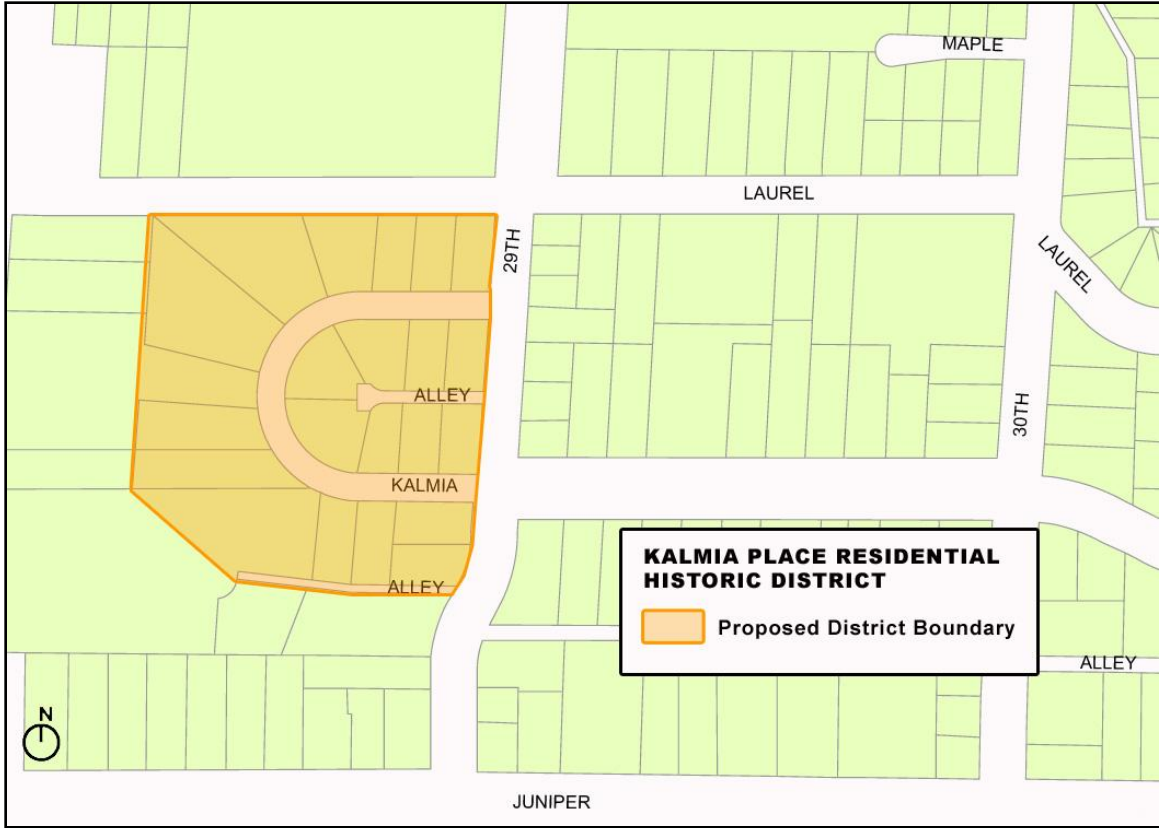 MAPLE
LAUREL
29TH
LAUREL
ALLEY
30TH
KALMIA
KALMIA PLACE RESIDENTIAL
HISTORIC DISTRICT
Proposed District Boundary
ALLEY
ALLEY
N
JUNIPER